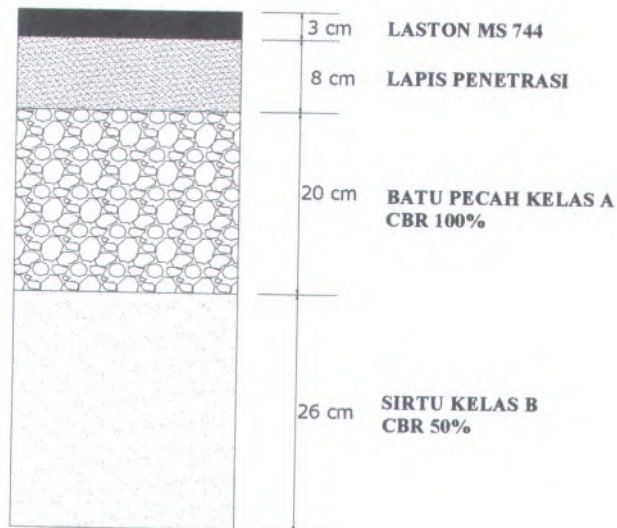 3 cm LASTON MS 744
8 cm LAPIS PENETRASI
20 cm BATU PECAH KELAS A
CBR 100%
26 cm SIRTU KELAS B
CBR 50%